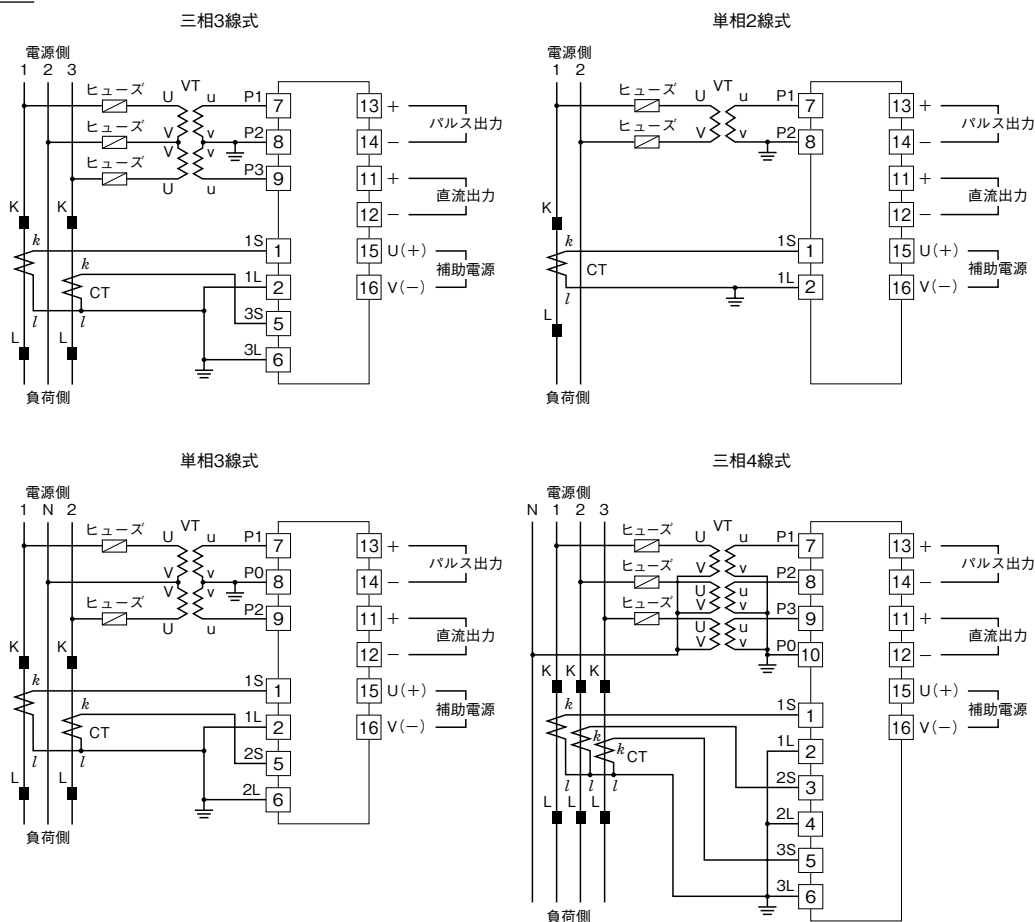 三相3線式
電源側
1 2 3
ヒューズ
ヒューズ
ヒューズ
VT
U u
V v
V v
U u
P1 7
P2 8
P3 9
K K
k
k
CT
l l
L L
1S 1
1L 2
3S 5
3L 6
13 +
14 −
パルス出力
11 +
12 −
直流出力
15 U(+)
16 V(−)
補助電源
負荷側
単相2線式
電源側
1 2
ヒューズ
ヒューズ
VT
U u
V v
P1 7
P2 8
K
k
CT
l
L
1S 1
1L 2
13 +
14 −
パルス出力
11 +
12 −
直流出力
15 U(+)
16 V(−)
補助電源
負荷側
単相3線式
電源側
1 N 2
ヒューズ
ヒューズ
VT
U u
V v
V v
U u
P1 7
P0 8
P2 9
K K
k
k
CT
l l
L L
1S 1
1L 2
2S 5
2L 6
13 +
14 −
パルス出力
11 +
12 −
直流出力
15 U(+)
16 V(−)
補助電源
負荷側
三相4線式
電源側
N 1 2 3
ヒューズ
ヒューズ
ヒューズ
VT
U u
V v
U u
V v
U u
V v
P1 7
P2 8
P3 9
P0 10
K K K
k
k
k
CT
l l l
L L L
1S 1
1L 2
2S 3
2L 4
3S 5
3L 6
13 +
14 −
パルス出力
11 +
12 −
直流出力
15 U(+)
16 V(−)
補助電源
負荷側